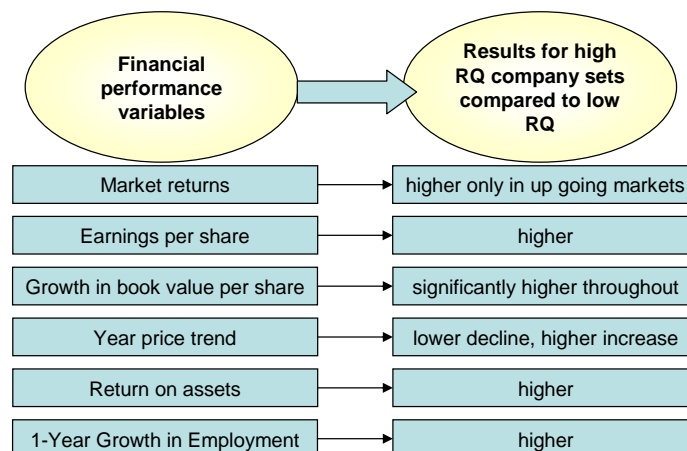 Financial
performance
variables
Results for high
RQ company sets
compared to low
RQ
Market returns
higher only in up going markets
Earnings per share
higher
Growth in book value per share
significantly higher throughout
Year price trend
lower decline, higher increase
Return on assets
higher
1-Year Growth in Employment
higher